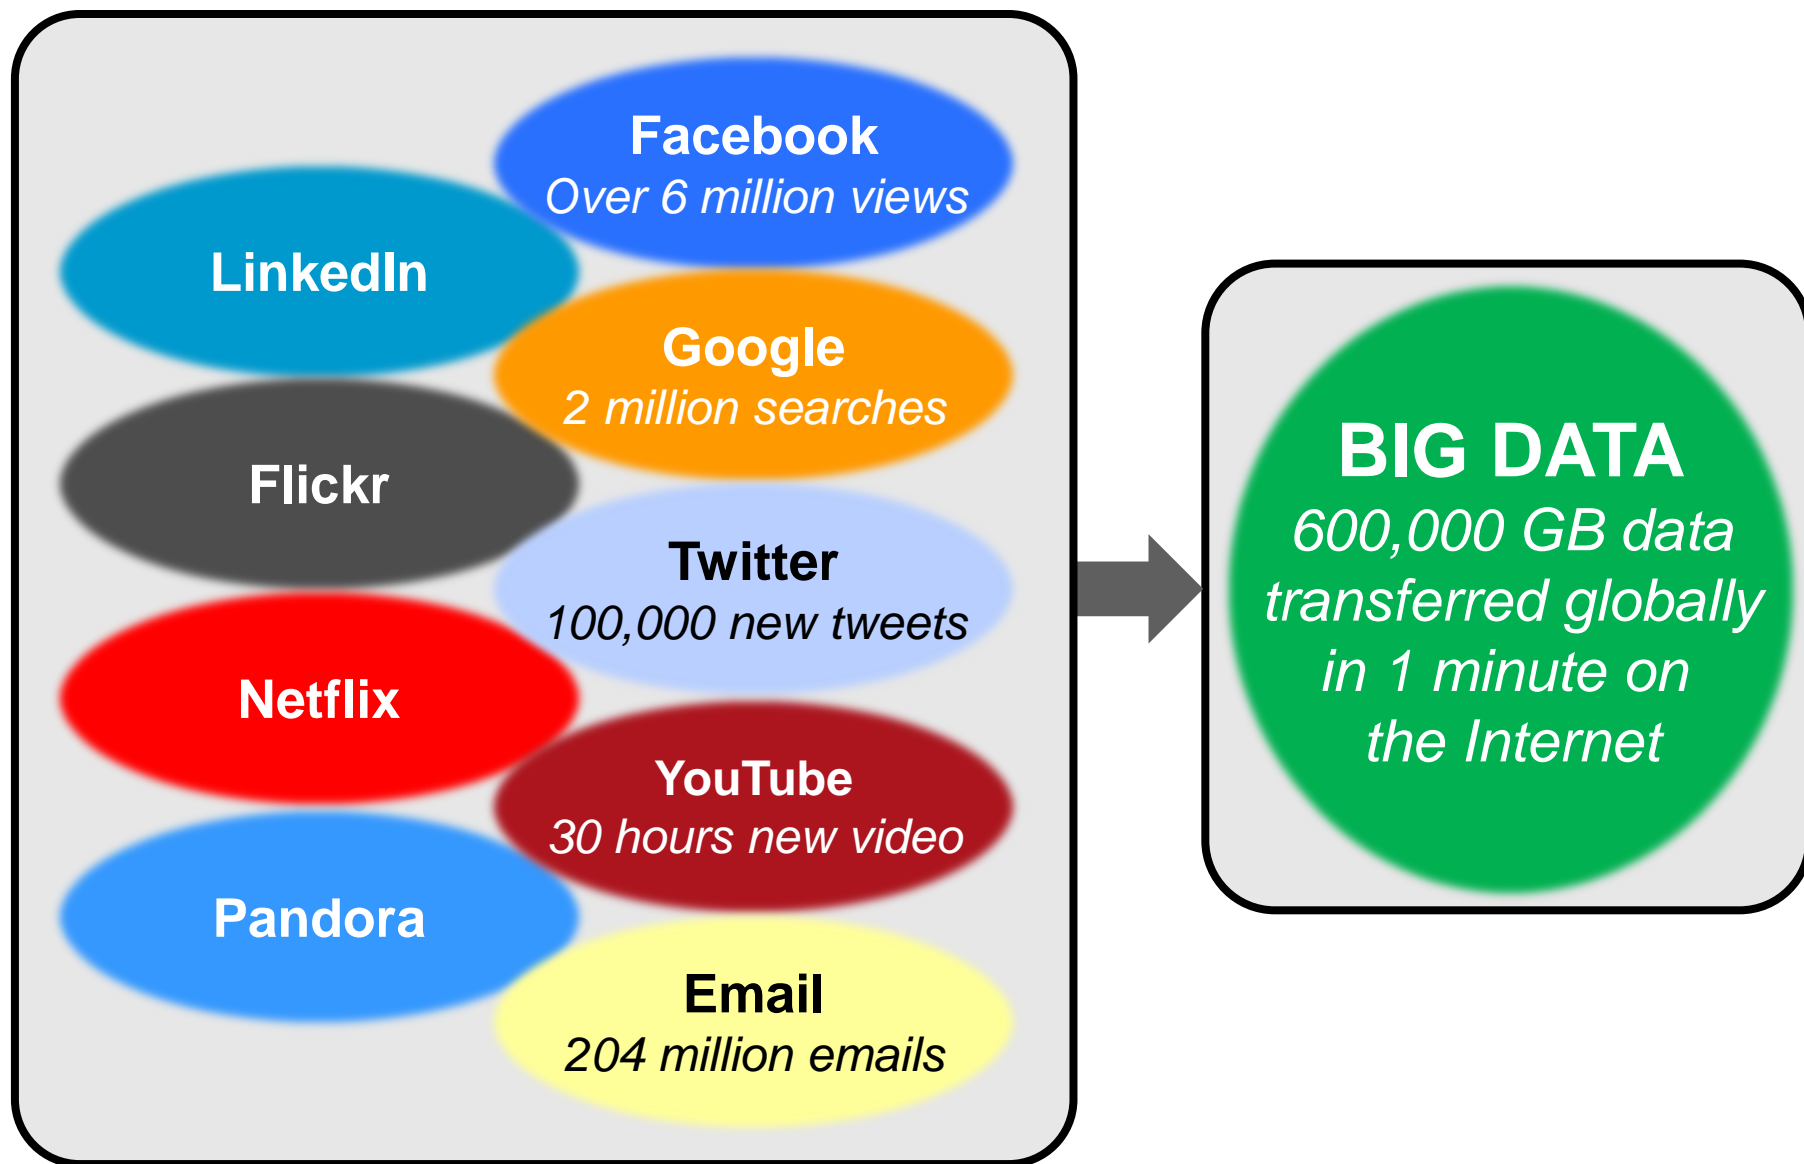 Facebook
Over 6 million views
LinkedIn
Google
2 million searches
Flickr
Twitter
100,000 new tweets
Netflix
YouTube
30 hours new video
Pandora
Email
204 million emails
BIG DATA
600,000 GB data
transferred globally
in 1 minute on
the Internet